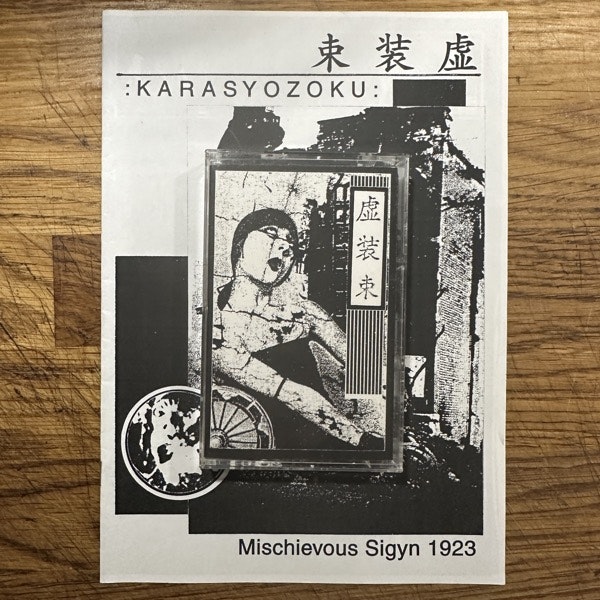 束装虚
:KARASYOZOKU:
虚装束
Mischievous Sigyn 1923